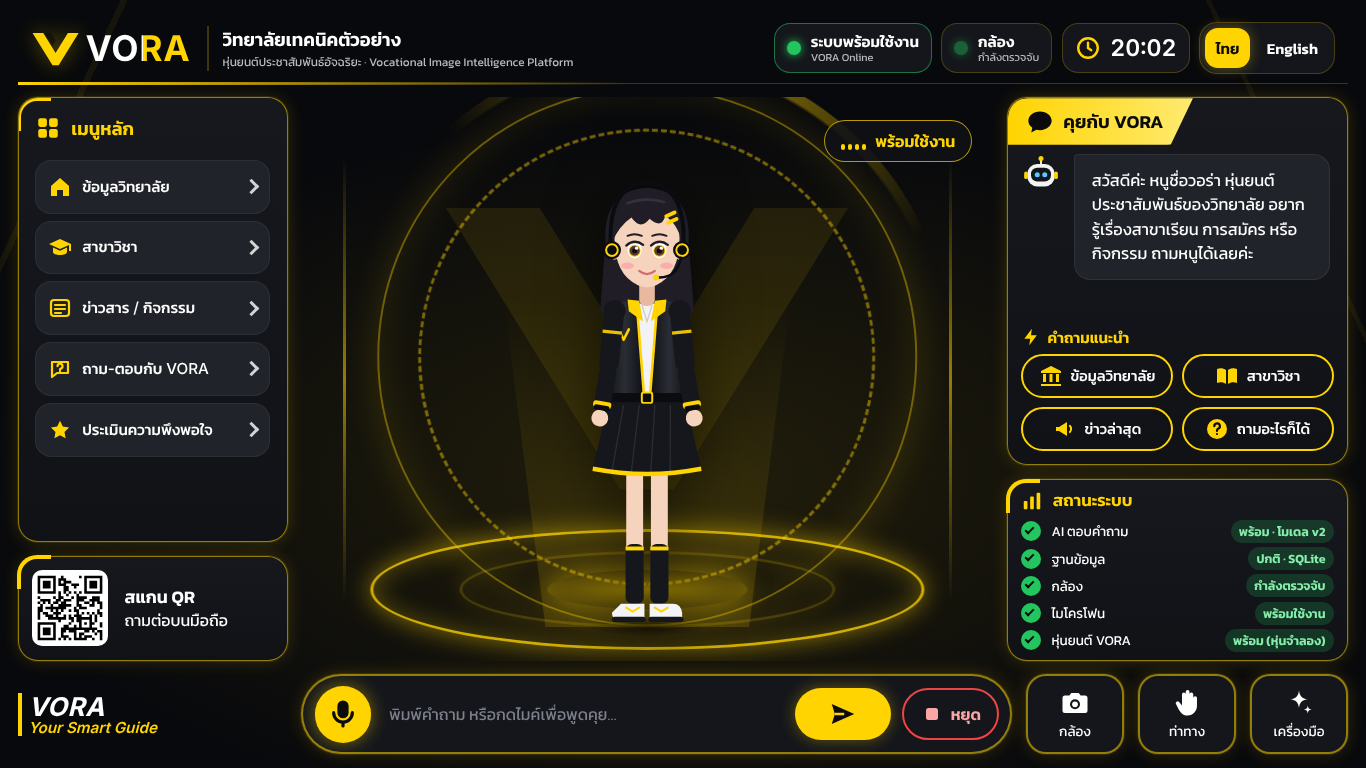 VORA
วิทยาลัยเทคนิคตัวอย่าง
หุ่นยนต์ประชาสัมพันธ์อัจฉริยะ · Vocational Image Intelligence Platform
ระบบพร้อมใช้งาน
VORA Online
กล้อง
กำลังตรวจจับ
20:02
ไทย
English
เมนูหลัก
ข้อมูลวิทยาลัย
สาขาวิชา
ข่าวสาร / กิจกรรม
ถาม-ตอบกับ VORA
ประเมินความพึงพอใจ
สแกน QR
ถามต่อบนมือถือ
พร้อมใช้งาน
คุยกับ VORA
สวัสดีค่ะ หนูชื่อวอร่า หุ่นยนต์
ประชาสัมพันธ์ของวิทยาลัย อยาก
รู้เรื่องสาขาเรียน การสมัคร หรือ
กิจกรรม ถามหนูได้เลยค่ะ
คำถามแนะนำ
ข้อมูลวิทยาลัย
สาขาวิชา
ข่าวล่าสุด
ถามอะไรก็ได้
สถานะระบบ
AI ตอบคำถาม พร้อม · โมเดล v2
ฐานข้อมูล ปกติ · SQLite
กล้อง กำลังตรวจจับ
ไมโครโฟน พร้อมใช้งาน
หุ่นยนต์ VORA พร้อม (หุ่นจำลอง)
VORA
Your Smart Guide
พิมพ์คำถาม หรือกดไมค์เพื่อพูดคุย...
หยุด
กล้อง
ท่าทาง
เครื่องมือ